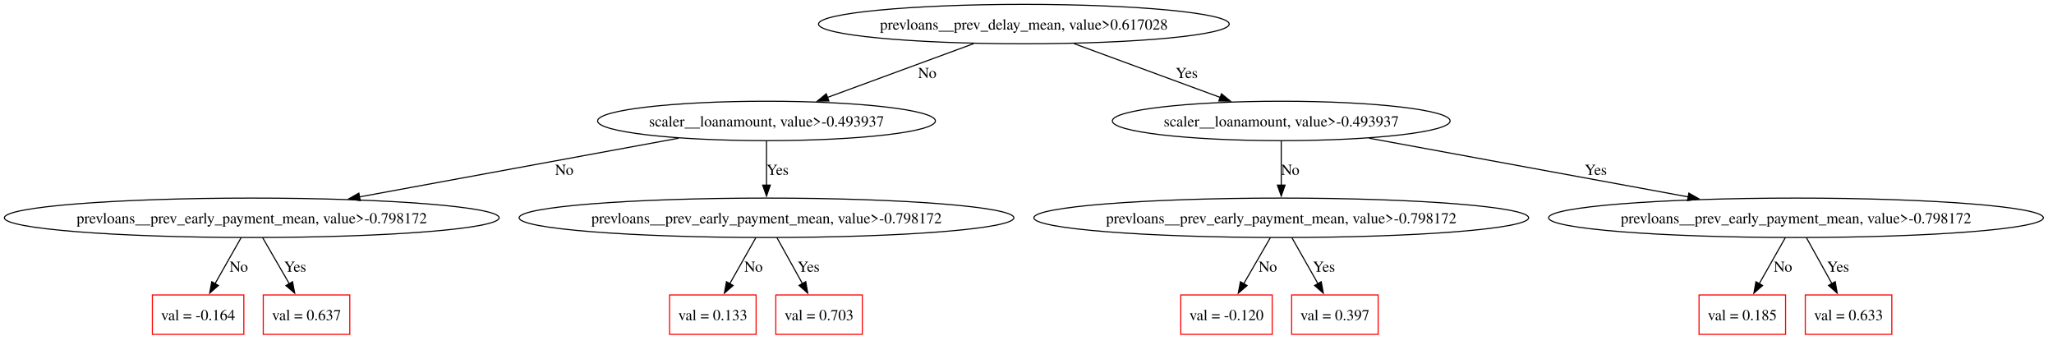 prevloans__prev_delay_mean, value>0.617028
No
Yes
scaler__loanamount, value>-0.493937
scaler__loanamount, value>-0.493937
No
Yes
No
Yes
prevloans__prev_early_payment_mean, value>-0.798172
prevloans__prev_early_payment_mean, value>-0.798172
prevloans__prev_early_payment_mean, value>-0.798172
prevloans__prev_early_payment_mean, value>-0.798172
No
Yes
No
Yes
No
Yes
No
Yes
val = -0.164
val = 0.637
val = 0.133
val = 0.703
val = -0.120
val = 0.397
val = 0.185
val = 0.633